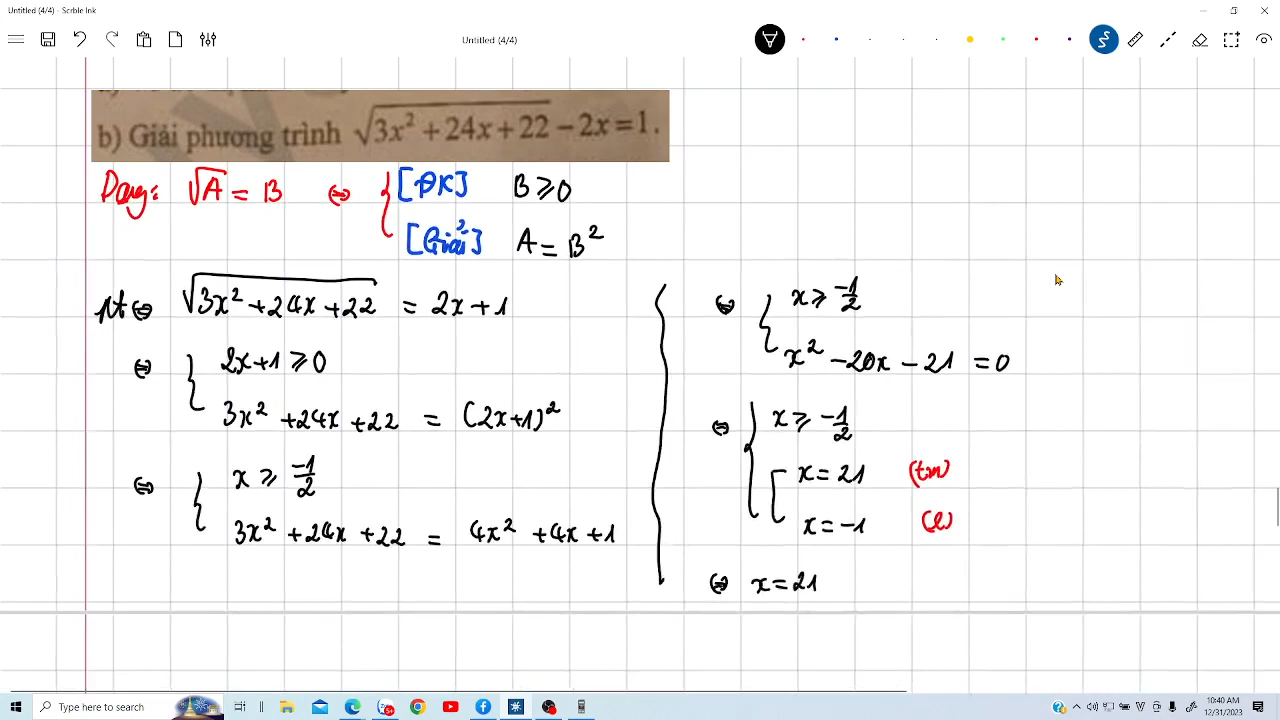 Untitled (4/4) - Scrble Ink
Untitled (4/4)
b) Giải phương trình √(3x² + 24x + 22) − 2x = 1.
Dạng: √A = B ⇔ { [ĐK] B ⩾ 0
[Giải] A = B²
pt ⇔ √(3x² + 24x + 22) = 2x + 1
⇔ { 2x + 1 ⩾ 0
3x² + 24x + 22 = (2x+1)²
⇔ { x ⩾ -1/2
3x² + 24x + 22 = 4x² + 4x + 1
⇔ { x ⩾ -1/2
x² − 20x − 21 = 0
⇔ { x ⩾ -1/2
[ x = 21 (tm)
x = −1 (l)
⇔ x = 21
Type here to search
10:40 AM
12/31/2023